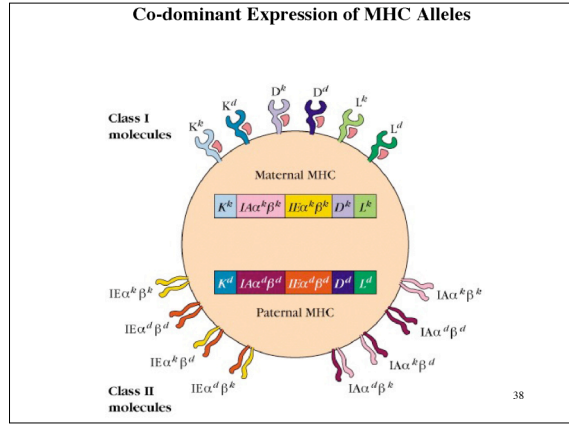 Co-dominant Expression of MHC Alleles
Class I
molecules
Kᵏ
Kᵈ
Dᵏ
Dᵈ
Lᵏ
Lᵈ
Maternal MHC
Kᵏ IAαᵏβᵏ IEαᵏβᵏ Dᵏ Lᵏ
Kᵈ IAαᵈβᵈ IEαᵈβᵈ Dᵈ Lᵈ
Paternal MHC
IEαᵏβᵏ
IEαᵈβᵈ
IEαᵏβᵈ
IEαᵈβᵏ
IAαᵏβᵏ
IAαᵈβᵈ
IAαᵏβᵈ
IAαᵈβᵏ
Class II
molecules
38